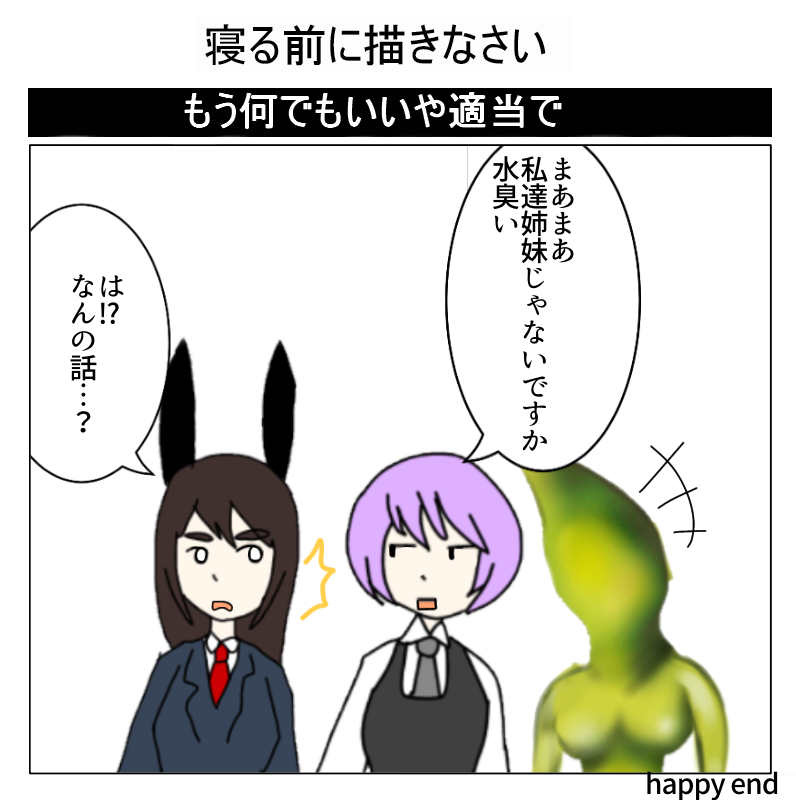 寝る前に描きなさい
もう何でもいいや適当で
まあまあ
私達姉妹じゃないですか
水臭い
は!?
なんの話…?
happy end